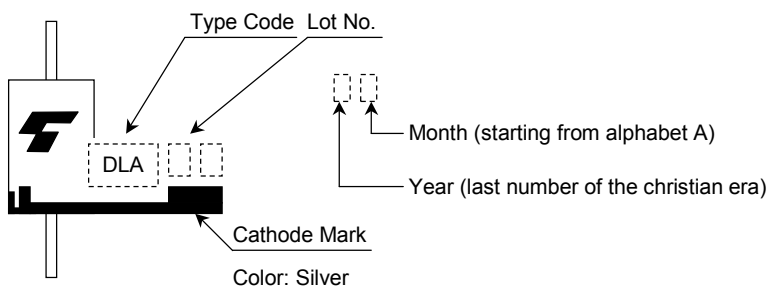 Type Code
Lot No.
DLA
Month (starting from alphabet A)
Year (last number of the christian era)
Cathode Mark
Color: Silver